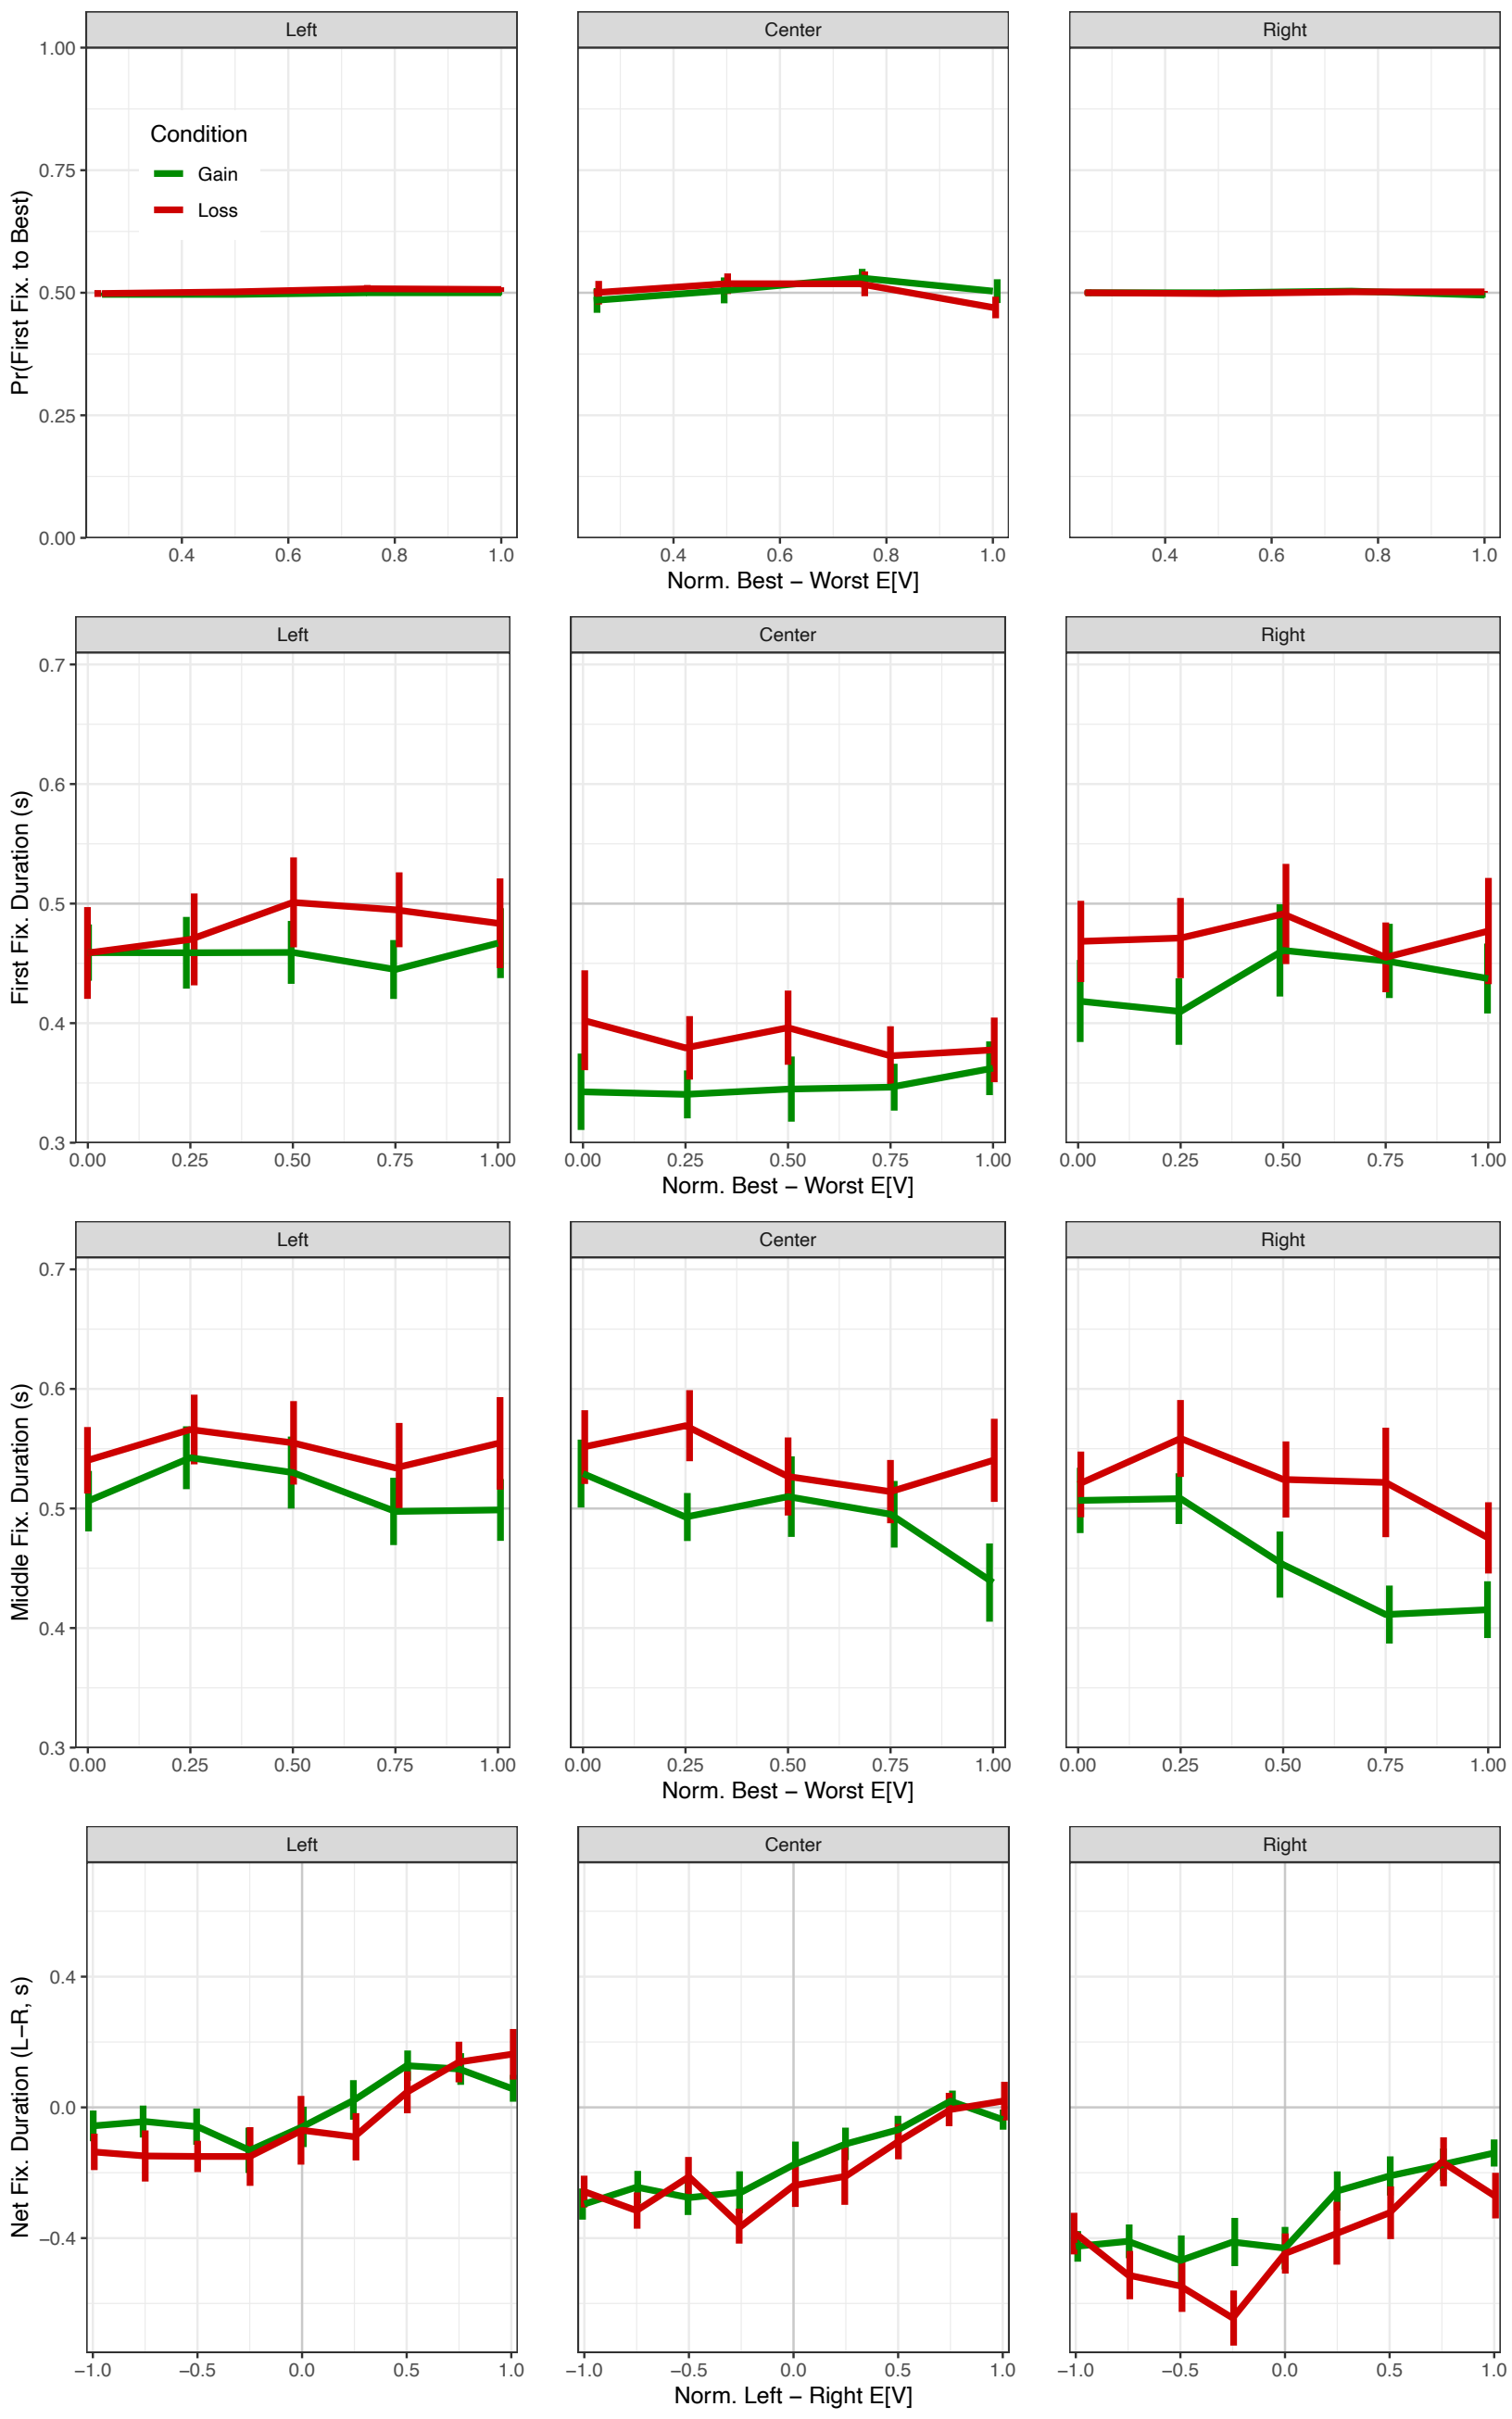 Left Center Right
Pr(First Fix. to Best)
1.00
0.75
0.50
0.25
0.00
Condition
Gain
Loss
0.4 0.6 0.8 1.0 0.4 0.6 0.8 1.0 0.4 0.6 0.8 1.0
Norm. Best − Worst E[V]
Left Center Right
First Fix. Duration (s)
0.7
0.6
0.5
0.4
0.3
0.00 0.25 0.50 0.75 1.00 0.00 0.25 0.50 0.75 1.00 0.00 0.25 0.50 0.75 1.00
Norm. Best − Worst E[V]
Left Center Right
Middle Fix. Duration (s)
0.7
0.6
0.5
0.4
0.3
0.00 0.25 0.50 0.75 1.00 0.00 0.25 0.50 0.75 1.00 0.00 0.25 0.50 0.75 1.00
Norm. Best − Worst E[V]
Left Center Right
Net Fix. Duration (L−R, s)
0.4
0.0
−0.4
−1.0 −0.5 0.0 0.5 1.0 −1.0 −0.5 0.0 0.5 1.0 −1.0 −0.5 0.0 0.5 1.0
Norm. Left − Right E[V]